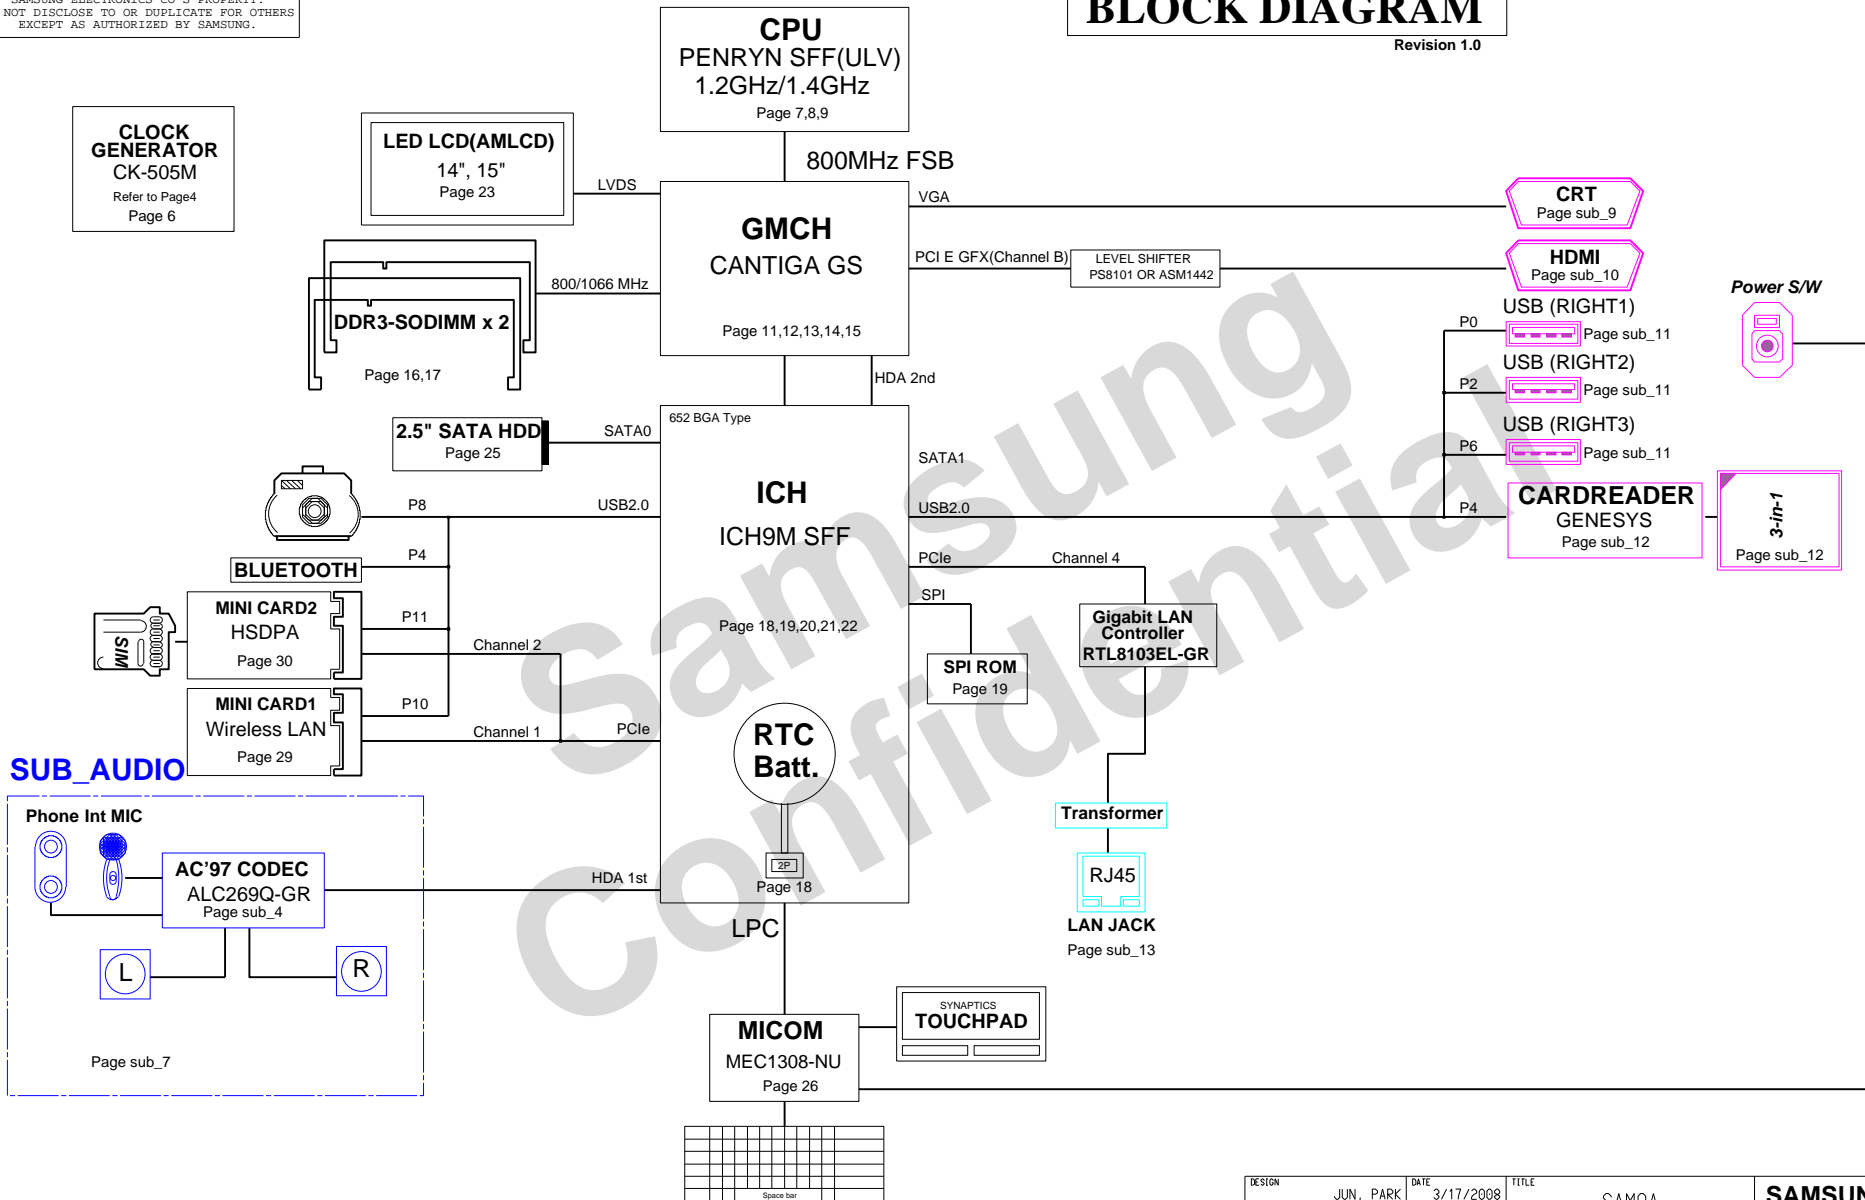 SAMSUNG ELECTRONICS CO'S PROPERTY.
NOT DISCLOSE TO OR DUPLICATE FOR OTHERS
EXCEPT AS AUTHORIZED BY SAMSUNG.
BLOCK DIAGRAM
Revision 1.0
CPU
PENRYN SFF(ULV)
1.2GHz/1.4GHz
Page 7,8,9
CLOCK
GENERATOR
CK-505M
Refer to Page4
Page 6
LED LCD(AMLCD)
14", 15"
Page 23
LVDS
800MHz FSB
GMCH
CANTIGA GS
Page 11,12,13,14,15
VGA
CRT
Page sub_9
PCI E GFX(Channel B)
LEVEL SHIFTER
PS8101 OR ASM1442
HDMI
Page sub_10
800/1066 MHz
DDR3-SODIMM x 2
Page 16,17
HDA 2nd
Power S/W
USB (RIGHT1)
P0
Page sub_11
USB (RIGHT2)
P2
Page sub_11
USB (RIGHT3)
P6
Page sub_11
2.5" SATA HDD
Page 25
SATA0
652 BGA Type
SATA1
ICH
ICH9M SFF
Page 18,19,20,21,22
USB2.0
P4
CARDREADER
GENESYS
Page sub_12
3-in-1
Page sub_12
P8
USB2.0
P4
BLUETOOTH
PCIe
Channel 4
SPI
SPI ROM
Page 19
Gigabit LAN
Controller
RTL8103EL-GR
MINI CARD2
HSDPA
Page 30
SIM
P11
Channel 2
MINI CARD1
Wireless LAN
Page 29
P10
Channel 1
PCIe
RTC
Batt.
2P
Page 18
Transformer
RJ45
LAN JACK
Page sub_13
SUB_AUDIO
Phone Int MIC
AC'97 CODEC
ALC269Q-GR
Page sub_4
HDA 1st
L
R
Page sub_7
LPC
MICOM
MEC1308-NU
Page 26
SYNAPTICS
TOUCHPAD
Space bar
Samsung
Confidential
DESIGN
JUN, PARK
DATE
3/17/2008
TITLE
SAMOA
SAMSUN